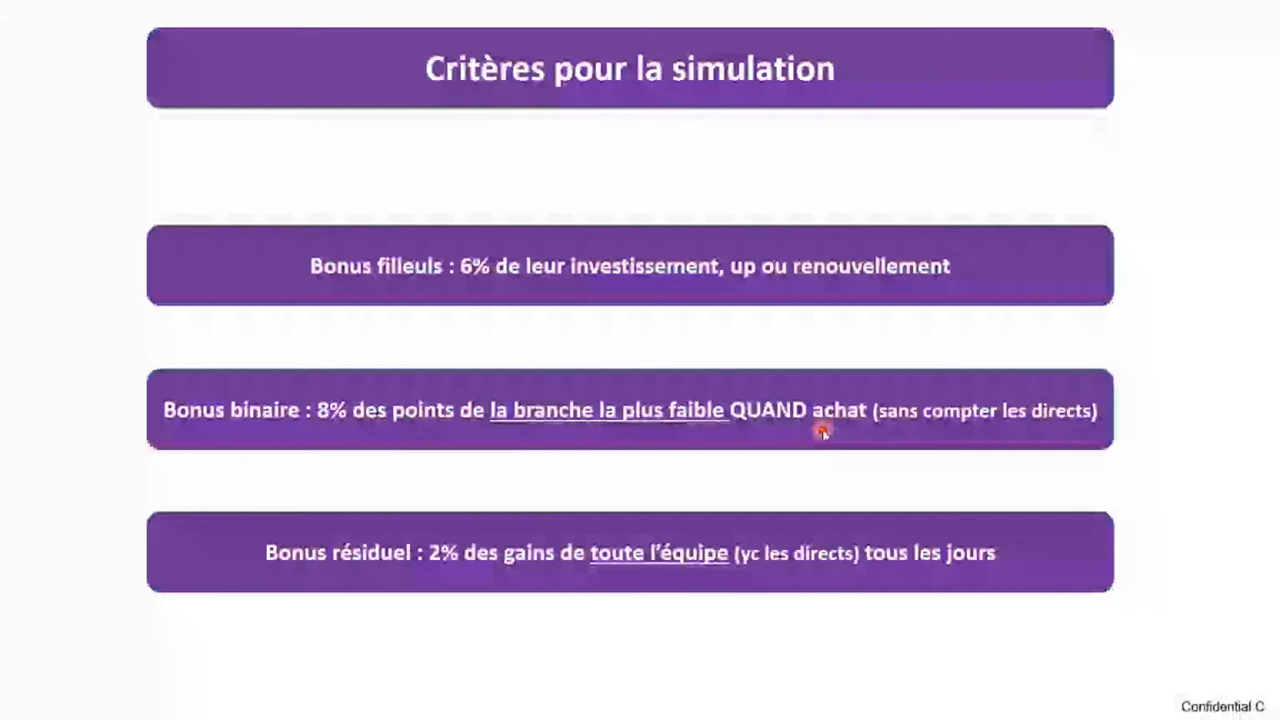 Critères pour la simulation
Bonus filleuls : 6% de leur investissement, up ou renouvellement
Bonus binaire : 8% des points de la branche la plus faible QUAND achat (sans compter les directs)
Bonus résiduel : 2% des gains de toute l'équipe (yc les directs) tous les jours
Confidential C